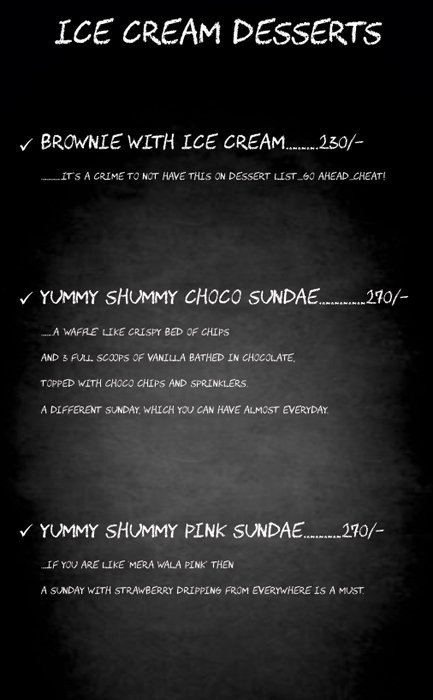 ICE CREAM DESSERTS
✓ BROWNIE WITH ICE CREAM.........230/-
..........IT'S A CRIME TO NOT HAVE THIS ON DESSERT LIST...GO AHEAD..CHEAT!
✓ YUMMY SHUMMY CHOCO SUNDAE.............270/-
......A WAFFLE LIKE CRISPY BED OF CHIPS
AND 3 FULL SCOOPS OF VANILLA BATHED IN CHOCOLATE,
TOPPED WITH CHOCO CHIPS AND SPRINKLERS.
A DIFFERENT SUNDAY, WHICH YOU CAN HAVE ALMOST EVERYDAY.
✓ YUMMY SHUMMY PINK SUNDAE...........270/-
....IF YOU ARE LIKE 'MERA WALA PINK' THEN
A SUNDAY WITH STRAWBERRY DRIPPING FROM EVERYWHERE IS A MUST.